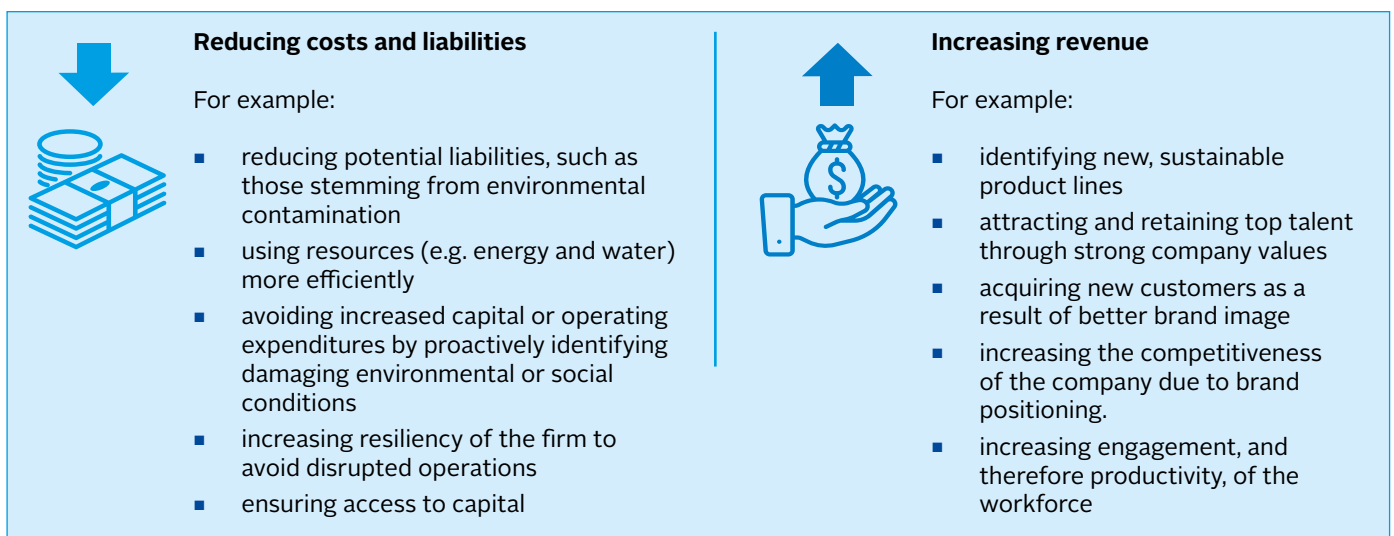 Reducing costs and liabilities
For example:
▪ reducing potential liabilities, such as
those stemming from environmental
contamination
▪ using resources (e.g. energy and water)
more efficiently
▪ avoiding increased capital or operating
expenditures by proactively identifying
damaging environmental or social
conditions
▪ increasing resiliency of the firm to
avoid disrupted operations
▪ ensuring access to capital
$
Increasing revenue
For example:
▪ identifying new, sustainable
product lines
▪ attracting and retaining top talent
through strong company values
▪ acquiring new customers as a
result of better brand image
▪ increasing the competitiveness
of the company due to brand
positioning.
▪ increasing engagement, and
therefore productivity, of the
workforce